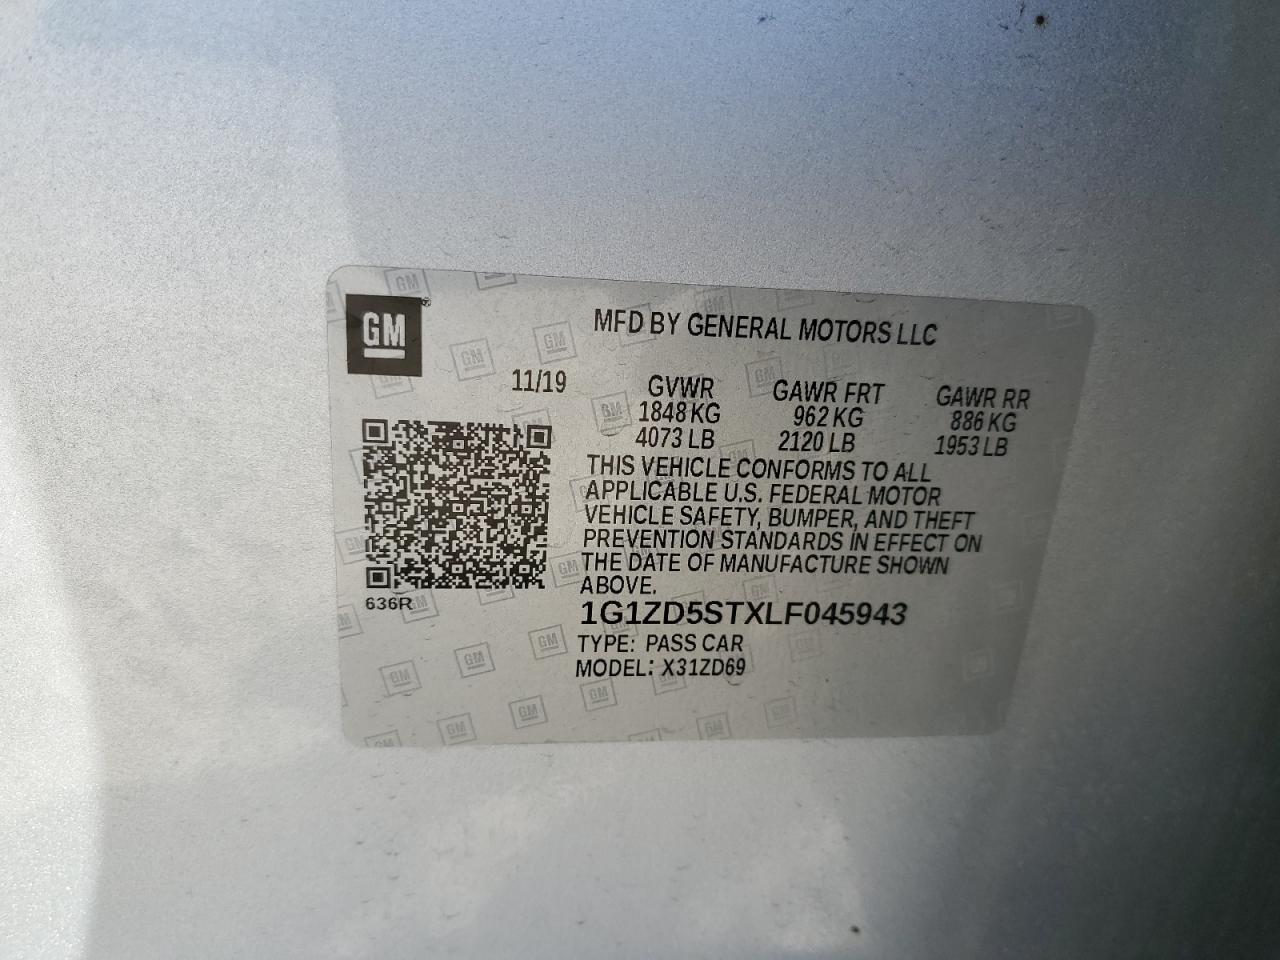 GM
MFD BY GENERAL MOTORS LLC
11/19 GVWR GAWR FRT GAWR RR
1848 KG 962 KG 886 KG
4073 LB 2120 LB 1953 LB
THIS VEHICLE CONFORMS TO ALL
APPLICABLE U.S. FEDERAL MOTOR
VEHICLE SAFETY, BUMPER, AND THEFT
PREVENTION STANDARDS IN EFFECT ON
THE DATE OF MANUFACTURE SHOWN
ABOVE.
636R
1G1ZD5STXLF045943
TYPE: PASS CAR
MODEL: X31ZD69